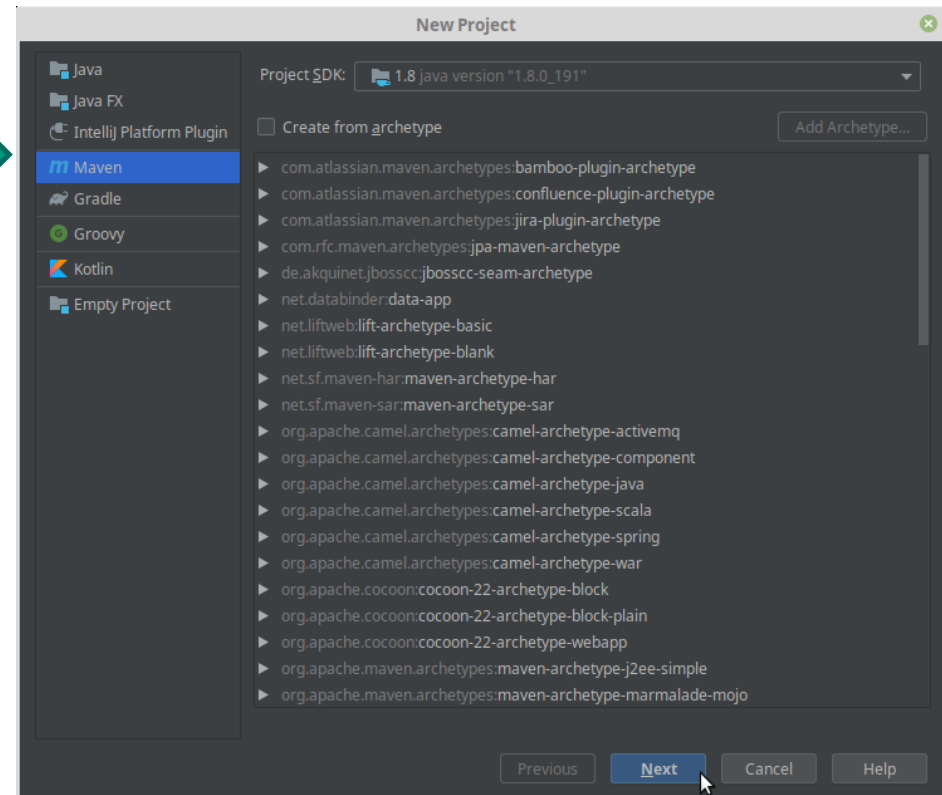 New Project
Java
Java FX
IntelliJ Platform Plugin
Maven
Gradle
Groovy
Kotlin
Empty Project
Project SDK: 1.8 java version "1.8.0_191"
Create from archetype
Add Archetype...
com.atlassian.maven.archetypes:bamboo-plugin-archetype
com.atlassian.maven.archetypes:confluence-plugin-archetype
com.atlassian.maven.archetypes:jira-plugin-archetype
com.rfc.maven.archetypes:jpa-maven-archetype
de.akquinet.jbosscc:jbosscc-seam-archetype
net.databinder:data-app
net.liftweb:lift-archetype-basic
net.liftweb:lift-archetype-blank
net.sf.maven-har:maven-archetype-har
net.sf.maven-sar:maven-archetype-sar
org.apache.camel.archetypes:camel-archetype-activemq
org.apache.camel.archetypes:camel-archetype-component
org.apache.camel.archetypes:camel-archetype-java
org.apache.camel.archetypes:camel-archetype-scala
org.apache.camel.archetypes:camel-archetype-spring
org.apache.camel.archetypes:camel-archetype-war
org.apache.cocoon:cocoon-22-archetype-block
org.apache.cocoon:cocoon-22-archetype-block-plain
org.apache.cocoon:cocoon-22-archetype-webapp
org.apache.maven.archetypes:maven-archetype-j2ee-simple
org.apache.maven.archetypes:maven-archetype-marmalade-mojo
Previous Next Cancel Help